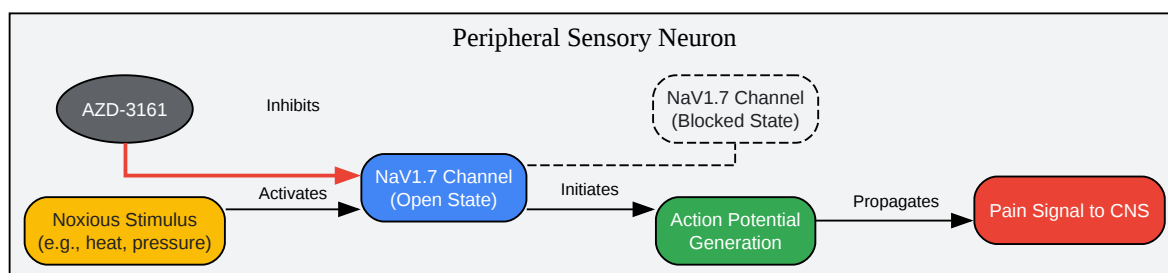 Peripheral Sensory Neuron
AZD-3161
Inhibits
NaV1.7 Channel
(Blocked State)
Noxious Stimulus
(e.g., heat, pressure)
Activates
NaV1.7 Channel
(Open State)
Initiates
Action Potential
Generation
Propagates
Pain Signal to CNS